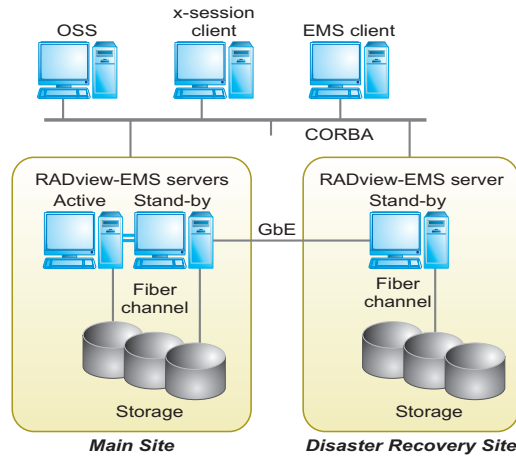 OSS
x-session
client
EMS client
CORBA
RADview-EMS servers
Active Stand-by
GbE
RADview-EMS server
Stand-by
Fiber
channel
Fiber
channel
Storage
Storage
Main Site
Disaster Recovery Site